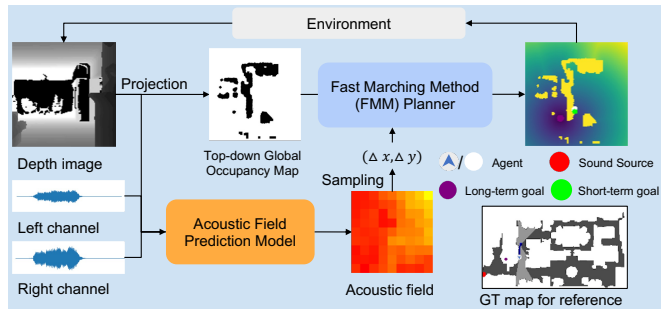 Environment
Projection
Fast Marching Method
(FMM) Planner
Depth image
Top-down Global
Occupancy Map
(Δ x, Δ y)
/
Agent
Sound Source
Sampling
Long-term goal
Short-term goal
Left channel
Acoustic Field
Prediction Model
Right channel
Acoustic field
GT map for reference